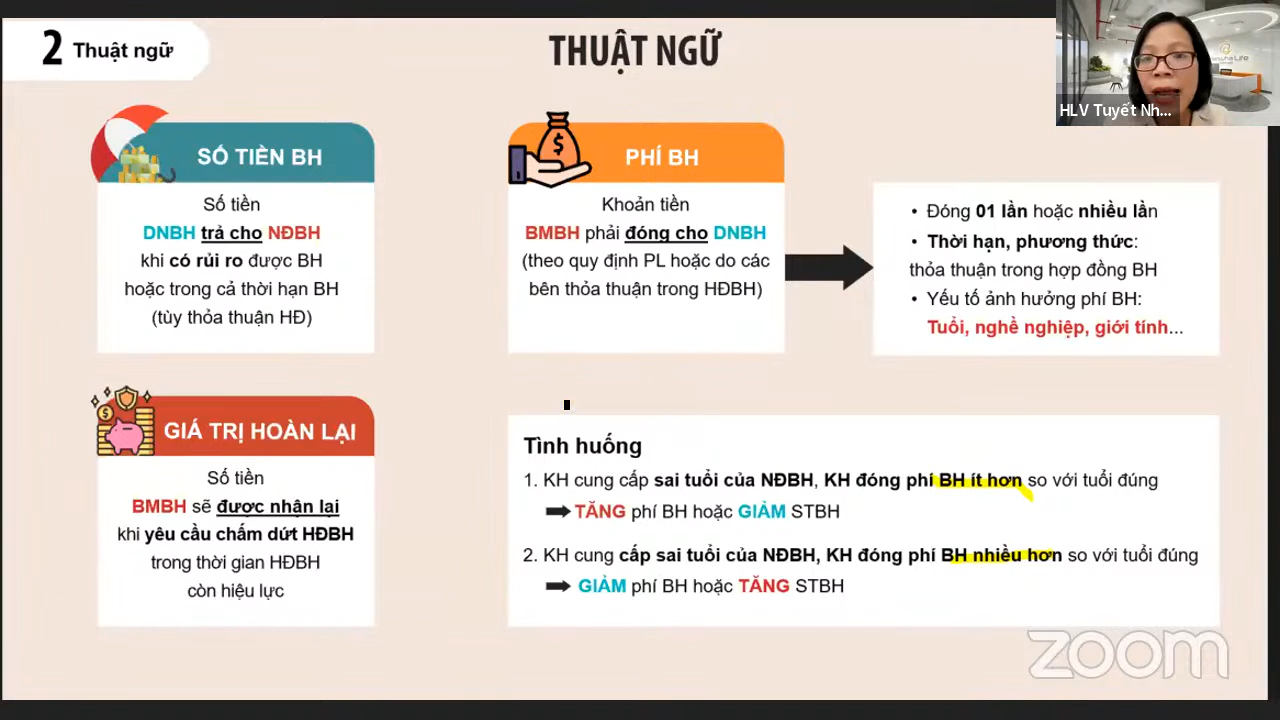 2 Thuật ngữ
THUẬT NGỮ
HLV Tuyết Nh...
SỐ TIỀN BH
Số tiền
DNBH trả cho NĐBH
khi có rủi ro được BH
hoặc trong cả thời hạn BH
(tùy thỏa thuận HĐ)
PHÍ BH
Khoản tiền
BMBH phải đóng cho DNBH
(theo quy định PL hoặc do các
bên thỏa thuận trong HĐBH)
• Đóng 01 lần hoặc nhiều lần
• Thời hạn, phương thức:
thỏa thuận trong hợp đồng BH
• Yếu tố ảnh hưởng phí BH:
Tuổi, nghề nghiệp, giới tính...
GIÁ TRỊ HOÀN LẠI
Số tiền
BMBH sẽ được nhận lại
khi yêu cầu chấm dứt HĐBH
trong thời gian HĐBH
còn hiệu lực
Tình huống
1. KH cung cấp sai tuổi của NĐBH, KH đóng phí BH ít hơn so với tuổi đúng
TĂNG phí BH hoặc GIẢM STBH
2. KH cung cấp sai tuổi của NĐBH, KH đóng phí BH nhiều hơn so với tuổi đúng
GIẢM phí BH hoặc TĂNG STBH
zoom